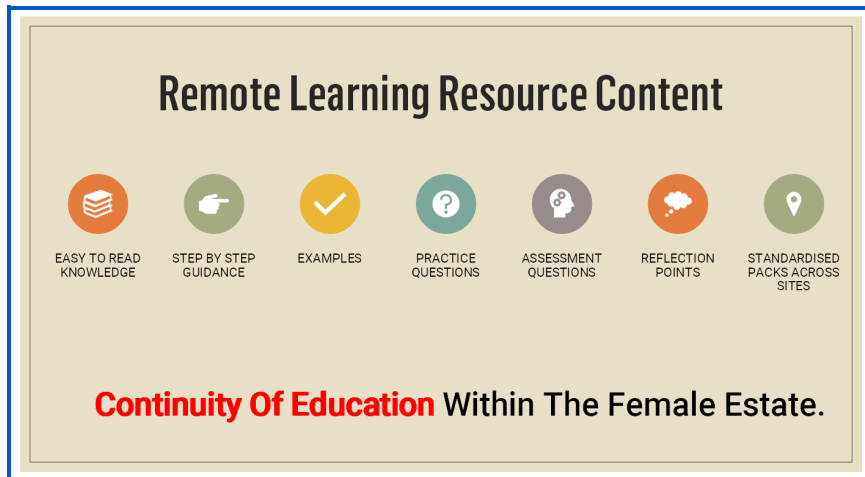 Remote Learning Resource Content
EASY TO READ
KNOWLEDGE
STEP BY STEP
GUIDANCE
EXAMPLES
PRACTICE
QUESTIONS
ASSESSMENT
QUESTIONS
REFLECTION
POINTS
STANDARDISED
PACKS ACROSS
SITES
Continuity Of Education Within The Female Estate.